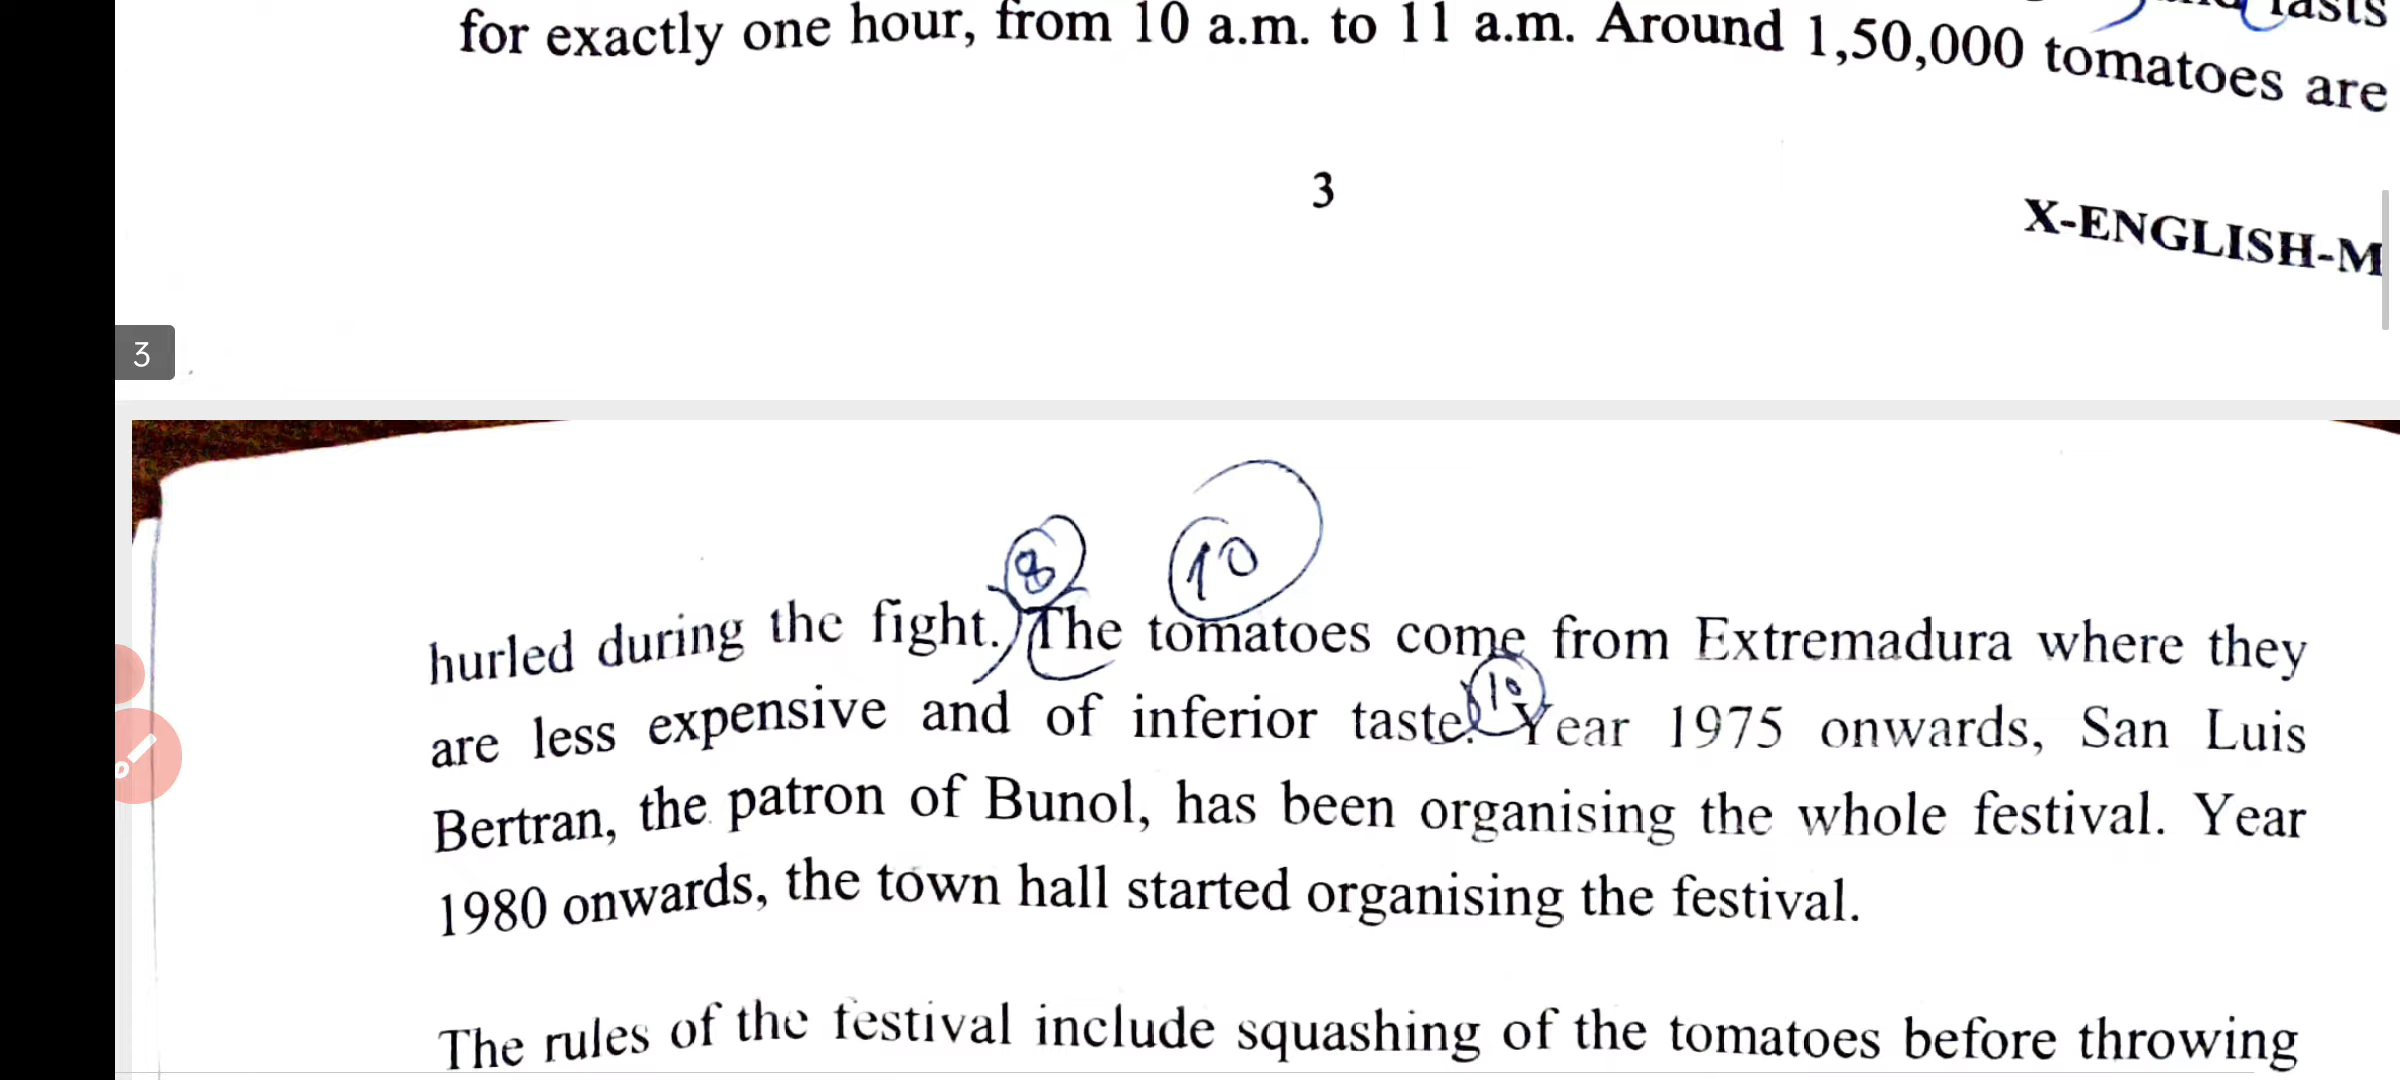 lasts
for exactly one hour, from 10 a.m. to 11 a.m. Around 1,50,000 tomatoes are
3
X-ENGLISH-M
3
8 10
hurled during the fight. The tomatoes come from Extremadura where they
10
are less expensive and of inferior taste. Year 1975 onwards, San Luis
Bertran, the patron of Bunol, has been organising the whole festival. Year
1980 onwards, the town hall started organising the festival.
The rules of the festival include squashing of the tomatoes before throwing